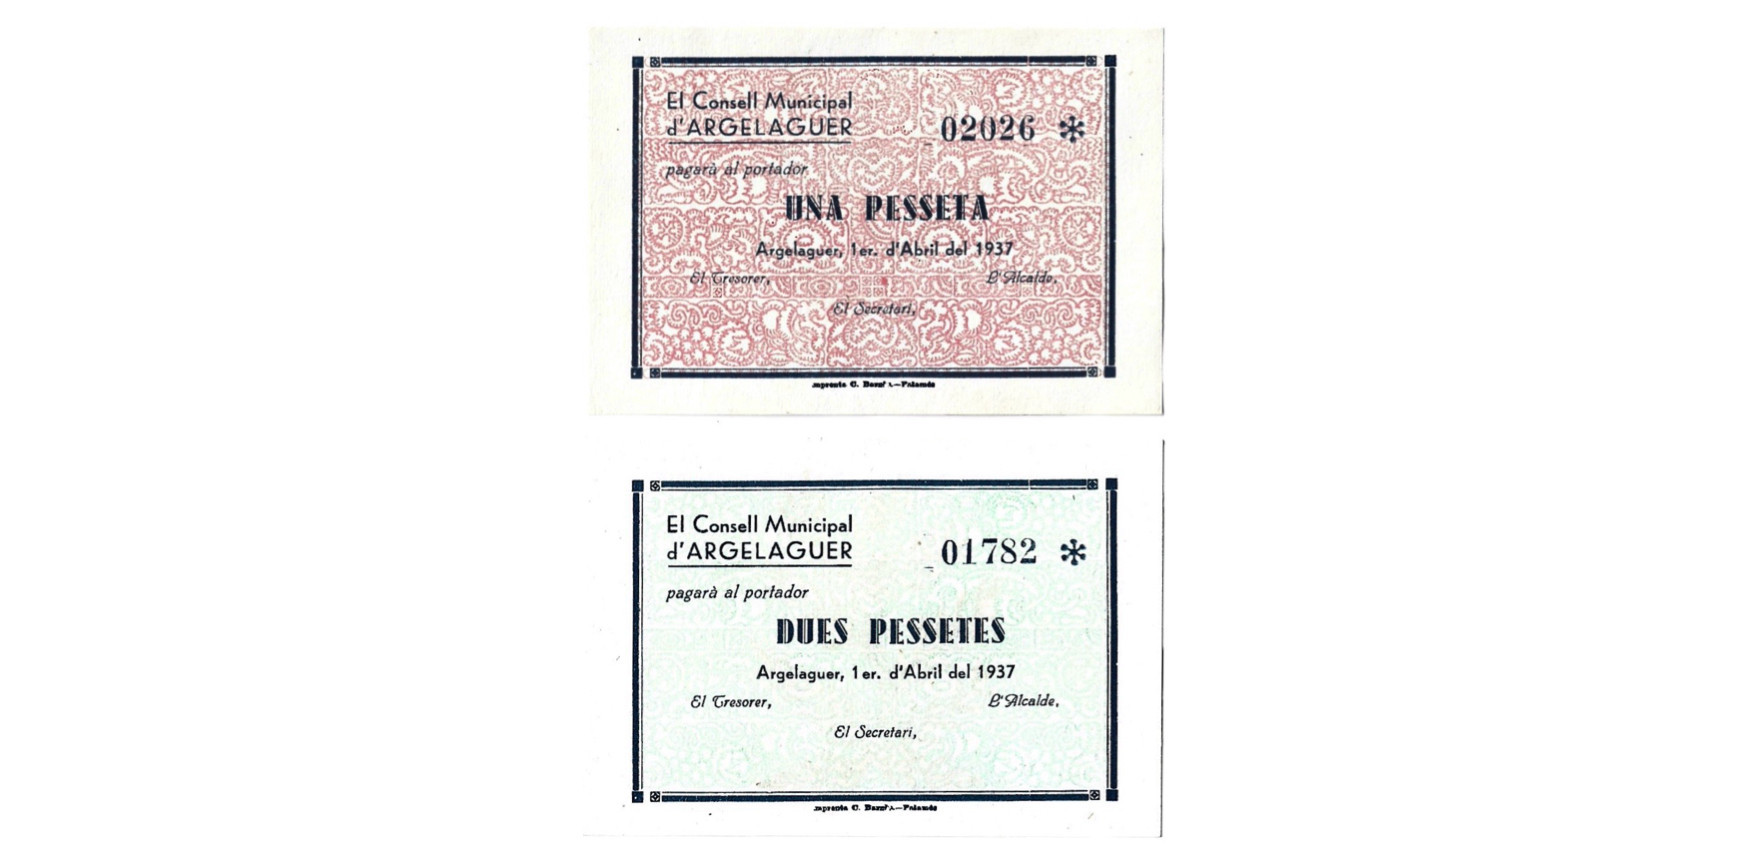 El Consell Municipal
d'ARGELAGUER
02026 *
pagarà al portador
UNA PESSETA
Argelaguer, 1er. d'Abril del 1937
El Tresorer,
L'Alcalde,
El Secretari,
C. —Palamós
El Consell Municipal
d'ARGELAGUER
01782 *
pagarà al portador
DUES PESSETES
Argelaguer, 1er. d'Abril del 1937
El Tresorer,
L'Alcalde,
El Secretari,
C. —Palamós